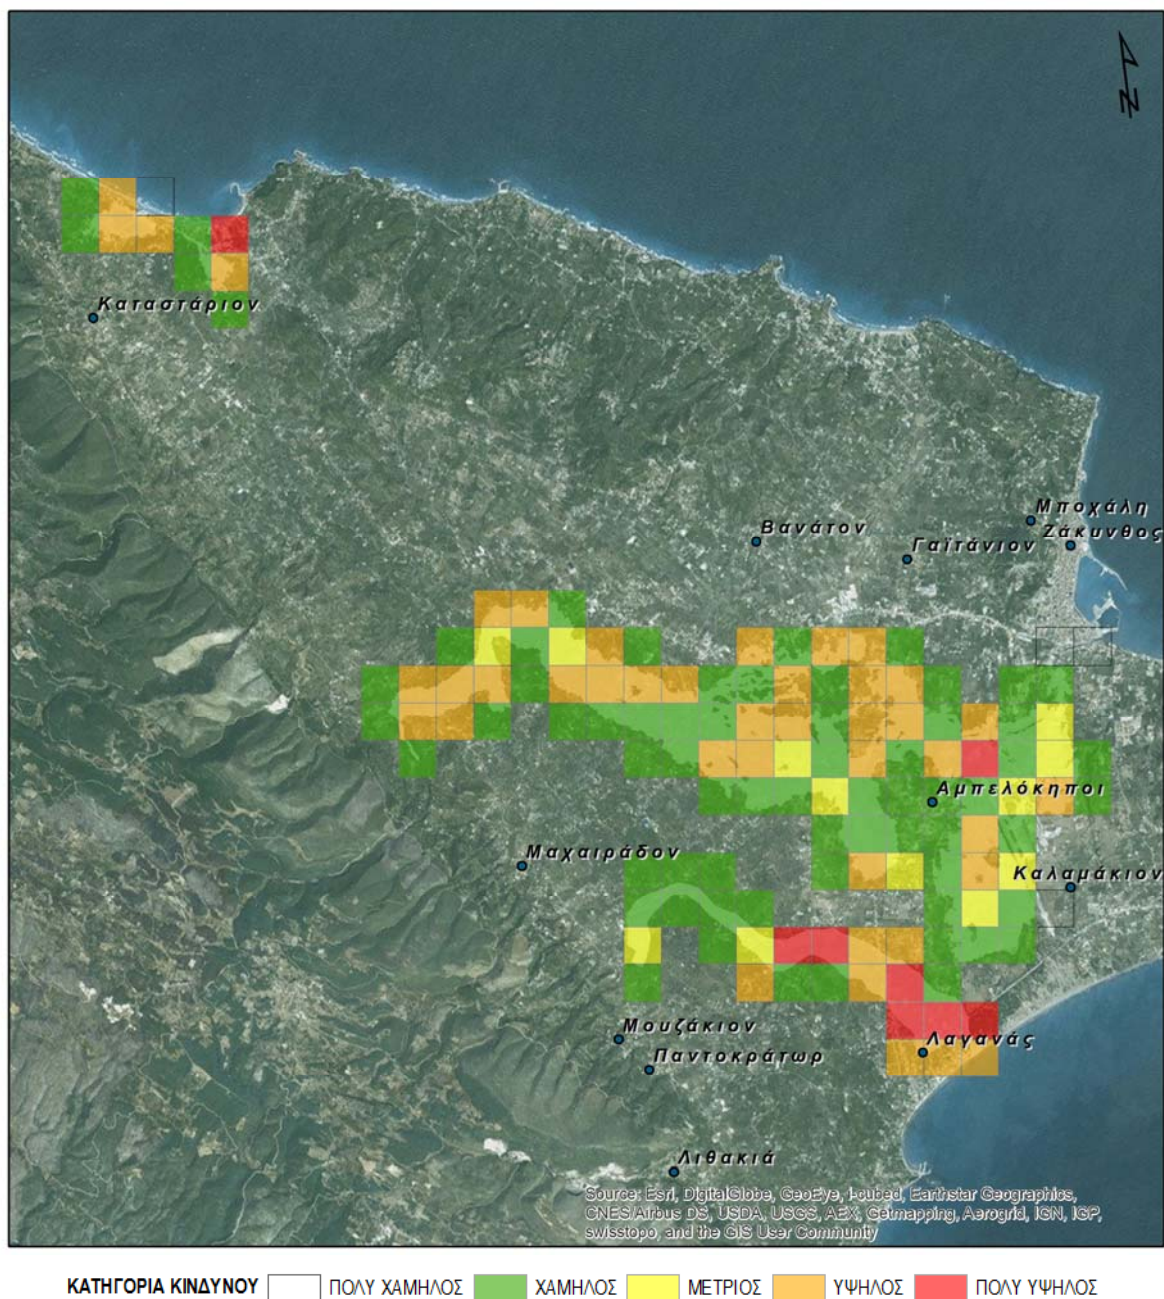 N
Καταστάριον
Μποχάλη
Βανάτον
Ζάκυνθος
Γαϊτάνιον
Αμπελόκηποι
Μαχαιράδον
Καλαμάκιον
Μουζάκιον
Λαγανάς
Παντοκράτωρ
Λιθακιά
Source: Esri, DigitalGlobe, GeoEye, i-cubed, Earthstar Geographics,
CNES/Airbus DS, USDA, USGS, AEX, Getmapping, Aerogrid, IGN, IGP,
swisstopo, and the GIS User Community
ΚΑΤΗΓΟΡΙΑ ΚΙΝΔΥΝΟΥ ΠΟΛΥ ΧΑΜΗΛΟΣ ΧΑΜΗΛΟΣ ΜΕΤΡΙΟΣ ΥΨΗΛΟΣ ΠΟΛΥ ΥΨΗΛΟΣ